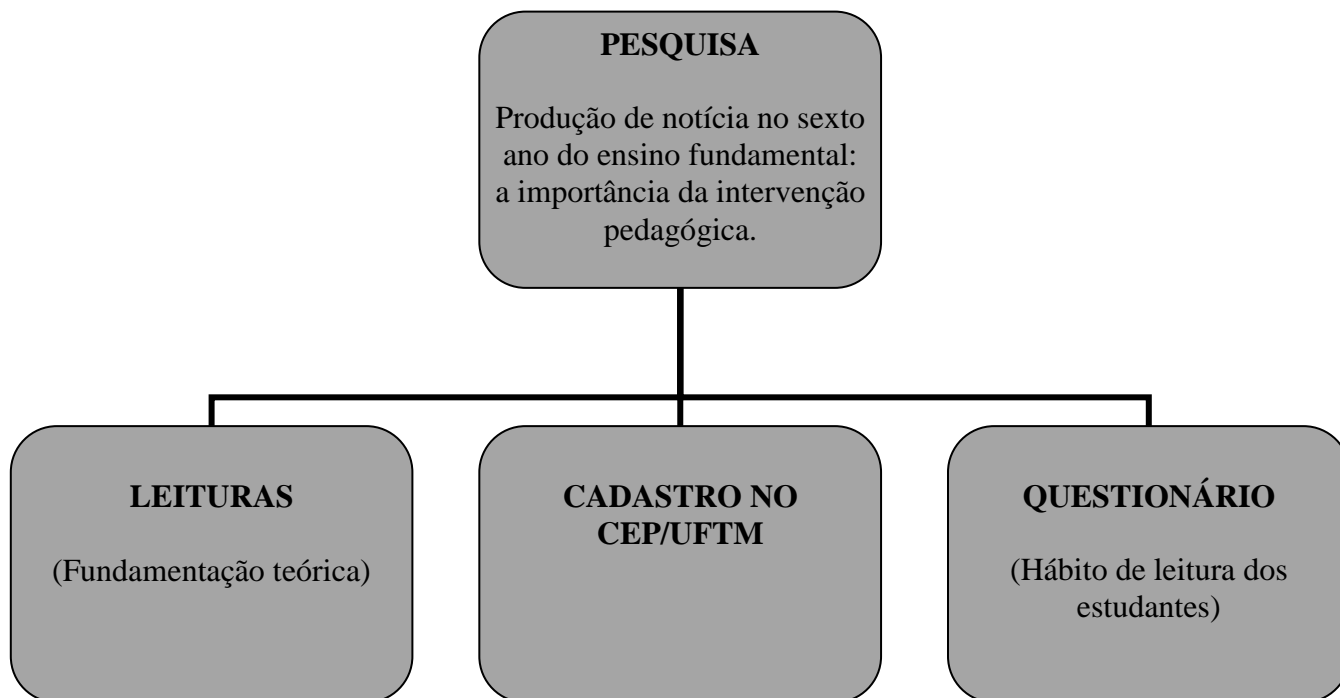 PESQUISA
Produção de notícia no sexto
ano do ensino fundamental:
a importância da intervenção
pedagógica.
LEITURAS
(Fundamentação teórica)
CADASTRO NO
CEP/UFTM
QUESTIONÁRIO
(Hábito de leitura dos
estudantes)